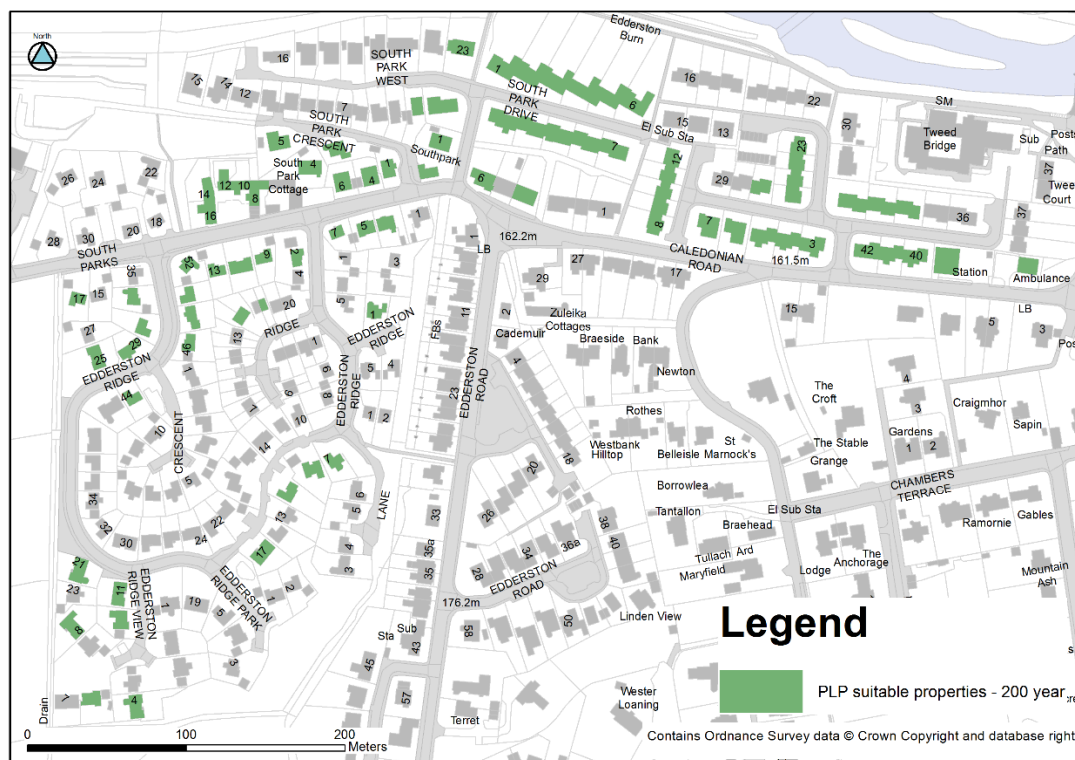 North
Edderston
Burn
16
SOUTH
PARK
WEST
23
15
14
12
7
1
SOUTH
PARK
DRIVE
6
16
22
SM
30
Tweed
Bridge
Sub
Posts
Path
37
Twee
Court
37
El Sub Sta
15
13
SOUTH
PARK
CRESCENT
5
1
Southpark
7
12
23
29
South
Park
Cottage
4
1
6
4
6
1
8
36
26
24
22
14
12
10
8
16
28
30
20
18
SOUTH
PARKS
7
5
1
1
LB
162.2m
7
3
CALEDONIAN
ROAD
161.5m
42
40
Station
Ambulance
LB
35
52
13
9
2
4
1
3
29
27
17
17
15
5
20
1
11
2
Zuleika
Cottages
Cademuir
15
5
3
Pos
27
29
25
46
13
RIDGE
1
EDDERSTON
RIDGE
FBs
Braeside
Bank
EDDERSTON
RIDGE
1
6
8
5
4
EDDERSTON
RIDGE
23
EDDERSTON
ROAD
4
Newton
The
Croft
4
3
Craigmhor
44
10
CRESCENT
7
6
10
1
2
Rothes
Westbank
Hilltop
Belleisle
St
Marnock's
The Stable
Grange
Gardens
1
2
Sapin
14
5
7
18
20
26
Borrowlea
CHAMBERS
TERRACE
34
32
30
24
22
13
6
5
LANE
33
Tantallon
El Sub Sta
Braehead
Ramornie
Gables
17
4
3
35a
35
38
40
36a
34
28
EDDERSTON
ROAD
Tullach Ard
Maryfield
Lodge
The
Anchorage
Mountain
Ash
21
23
11
8
EDDERSTON
RIDGE VIEW
1
19
5
EDDERSTON
RIDGE PARK
1
2
3
176.2m
58
50
Linden View
Sub
Sta
43
45
57
Terret
Wester
Loaning
7
4
Drain
Legend
PLP suitable properties - 200 year
0
100
200
Meters
Contains Ordnance Survey data © Crown Copyright and database right